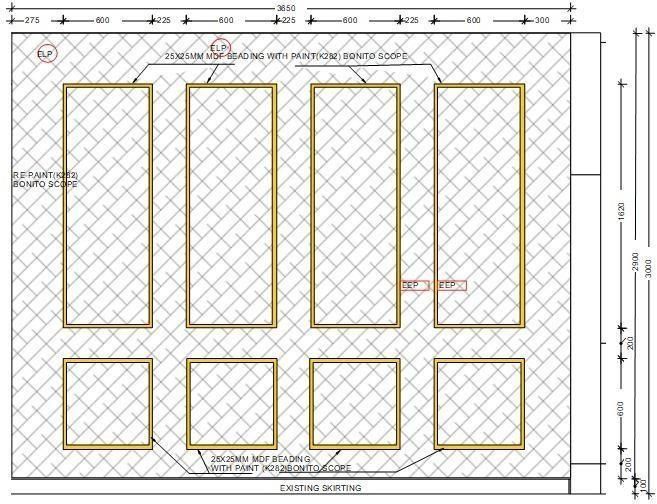 3650
275 600 225 600 225 600 225 600 300
ELP
ELP
25X25MM MDF BEADING WITH PAINT(K282) BONITO SCOPE
RE-PAINT(K282)
BONITO SCOPE
1620
2900
3000
EEP EEP
200
600
25X25MM MDF BEADING
WITH PAINT (K282)BONITO SCOPE
200
100
EXISTING SKIRTING